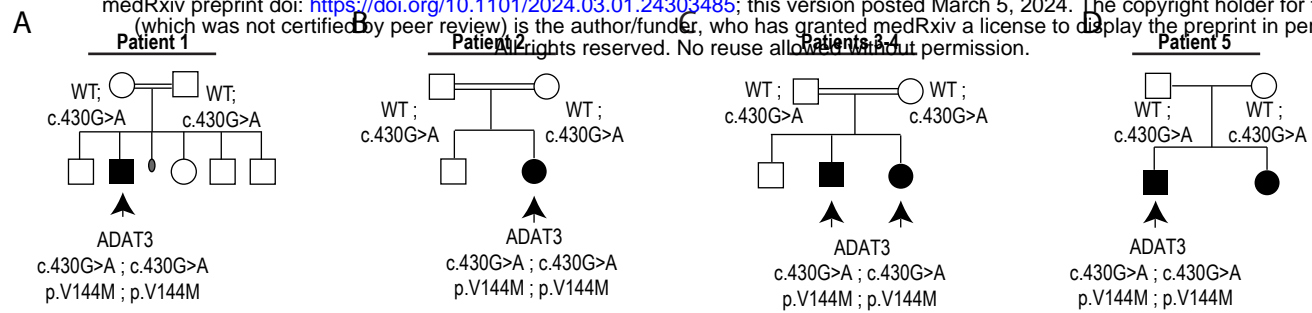 medRxiv preprint doi: https://doi.org/10.1101/2024.03.01.24303485; this version posted March 5, 2024. The copyright holder for
(which was not certified by peer review) is the author/funder, who has granted medRxiv a license to display the preprint in per
All rights reserved. No reuse allowed without permission.
A B C D
Patient 1 Patient 2 Patients 3-4 Patient 5
WT; WT; WT ; WT ; WT ; WT ; WT ; WT ;
c.430G>A c.430G>A c.430G>A c.430G>A c.430G>A c.430G>A c.430G>A c.430G>A
ADAT3 ADAT3 ADAT3 ADAT3
c.430G>A ; c.430G>A c.430G>A ; c.430G>A c.430G>A ; c.430G>A c.430G>A ; c.430G>A
p.V144M ; p.V144M p.V144M ; p.V144M p.V144M ; p.V144M p.V144M ; p.V144M